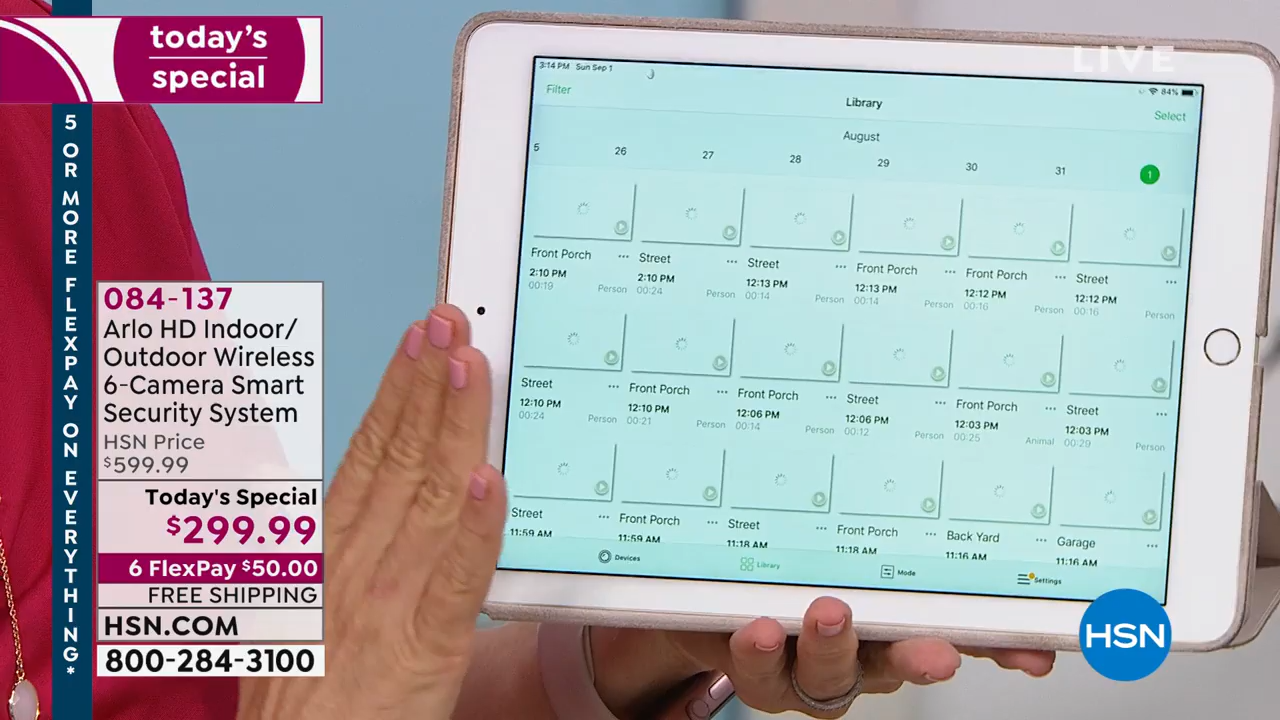 today's
special
LIVE
5 OR MORE FLEXPAY ON EVERYTHING*
084-137
Arlo HD Indoor/
Outdoor Wireless
6-Camera Smart
Security System
HSN Price
$599.99
Today's Special
$299.99
6 FlexPay $50.00
FREE SHIPPING
HSN.COM
800-284-3100
3:14 PM Sun Sep 1
84%
Filter
Library
Select
August
5 26 27 28 29 30 31 1
Front Porch ••• Street ••• Street ••• Front Porch ••• Front Porch ••• Street •••
2:10 PM 2:10 PM 12:13 PM 12:13 PM 12:12 PM 12:12 PM
00:19 Person 00:24 Person 00:14 Person 00:14 Person 00:16 Person 00:16 Person
Street ••• Front Porch ••• Front Porch ••• Street ••• Front Porch ••• Street •••
12:10 PM 12:10 PM 12:06 PM 12:06 PM 12:03 PM 12:03 PM
00:24 Person 00:21 Person 00:14 Person 00:12 Person 00:25 Animal 00:29 Person
Street ••• Front Porch ••• Street ••• Front Porch ••• Back Yard ••• Garage •••
11:59 AM 11:59 AM 11:18 AM 11:18 AM 11:16 AM 11:16 AM
Devices Library Mode Settings
HSN